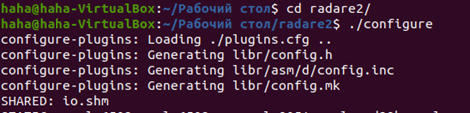 haha@haha-VirtualBox:~/Рабочий стол$ cd radare2/
haha@haha-VirtualBox:~/Рабочий стол/radare2$ ./configure
configure-plugins: Loading ./plugins.cfg ..
configure-plugins: Generating libr/config.h
configure-plugins: Generating libr/asm/d/config.inc
configure-plugins: Generating libr/config.mk
SHARED: io.shm